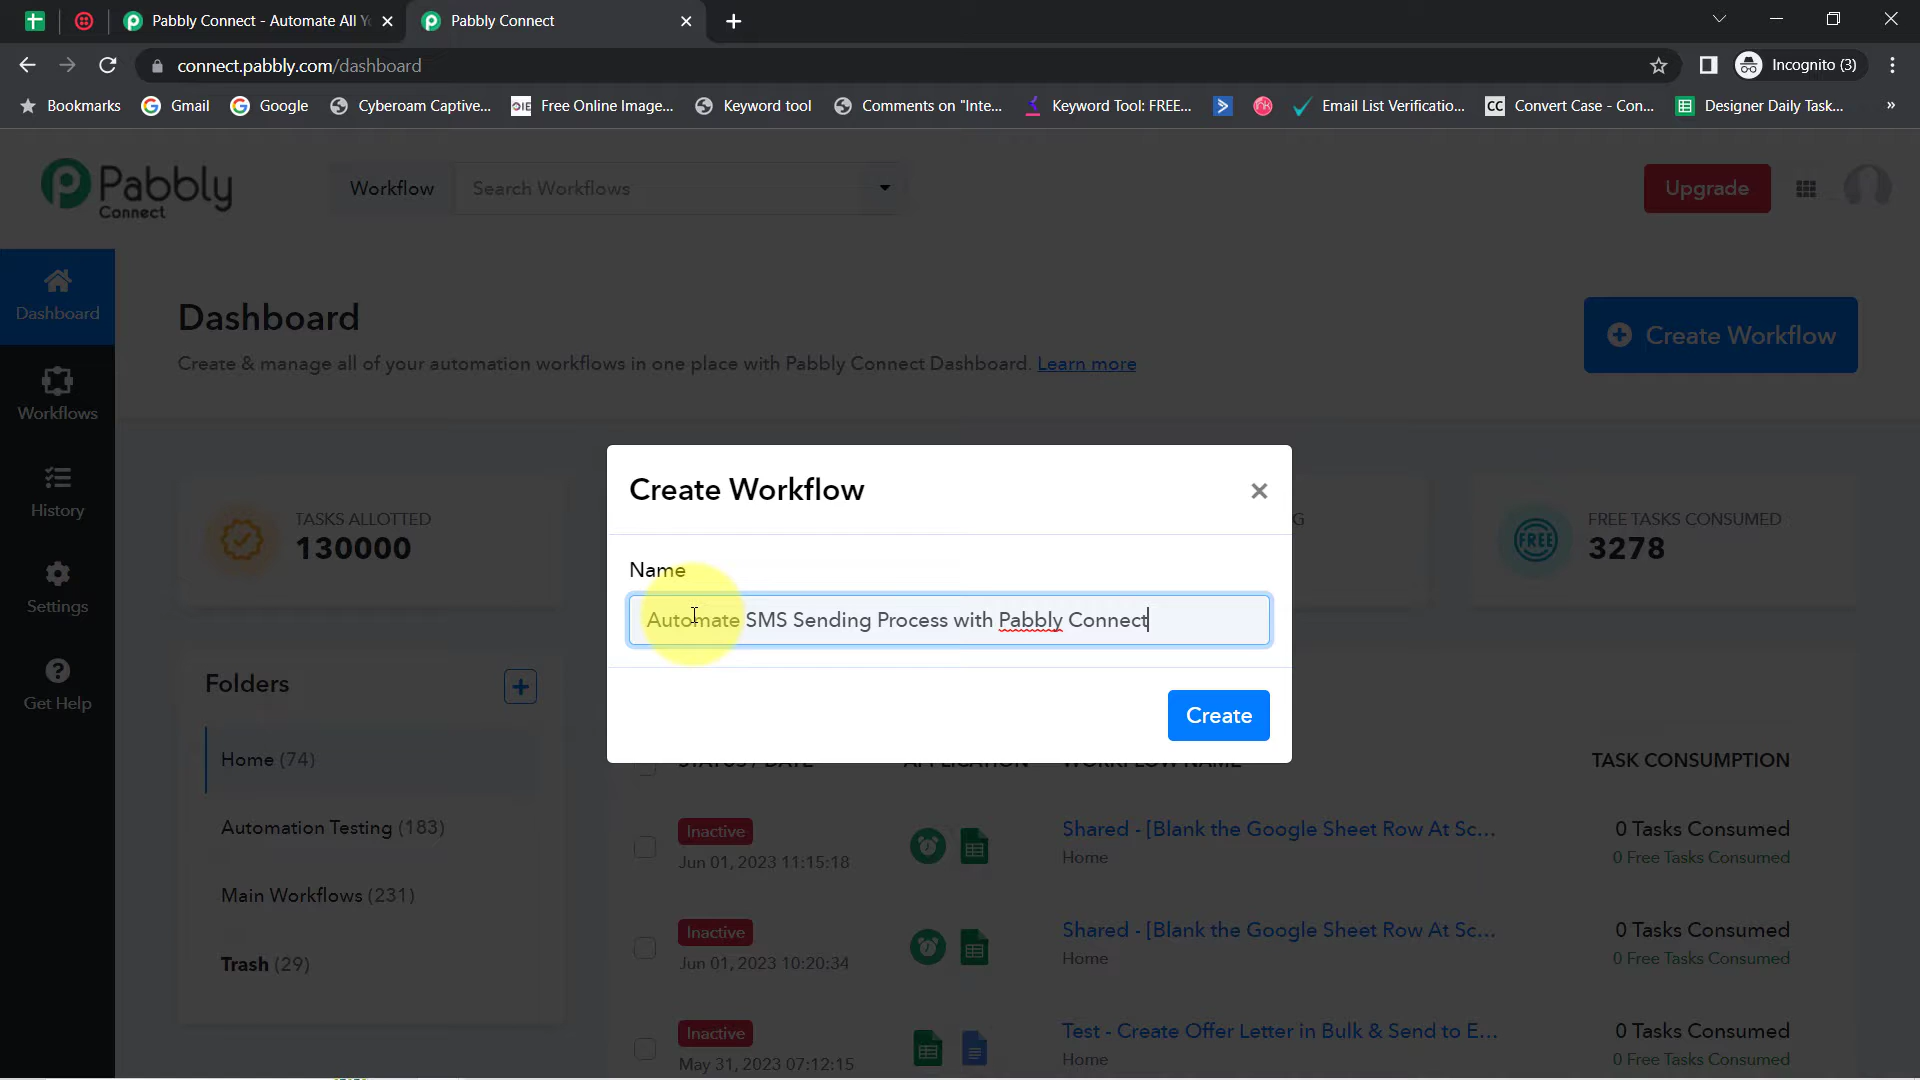 Pabbly Connect - Automate All Y
Pabbly Connect
connect.pabbly.com/dashboard
Incognito (3)
Bookmarks
Gmail
Google
Cyberoam Captive...
OIE
Free Online Image...
Keyword tool
Comments on "Inte...
Keyword Tool: FREE...
Email List Verificatio...
CC
Convert Case - Con...
Designer Daily Task...
»
Pabbly
Connect
Workflow
Search Workflows
Upgrade
Dashboard
Workflows
History
Settings
Get Help
Dashboard
Create & manage all of your automation workflows in one place with Pabbly Connect Dashboard. Learn more
Create Workflow
TASKS ALLOTTED
130000
G
FREE
FREE TASKS CONSUMED
3278
Create Workflow
×
Name
Automate SMS Sending Process with Pabbly Connect
Create
Folders
Home (74)
Automation Testing (183)
Main Workflows (231)
Trash (29)
STATUS / DATE
APPLICATION
WORKFLOW NAME
TASK CONSUMPTION
Inactive
Jun 01, 2023 11:15:18
Shared - [Blank the Google Sheet Row At Sc...
Home
0 Tasks Consumed
0 Free Tasks Consumed
Inactive
Jun 01, 2023 10:20:34
Shared - [Blank the Google Sheet Row At Sc...
Home
0 Tasks Consumed
0 Free Tasks Consumed
Inactive
May 31, 2023 07:12:15
Test - Create Offer Letter in Bulk & Send to E...
Home
0 Tasks Consumed
0 Free Tasks Consumed